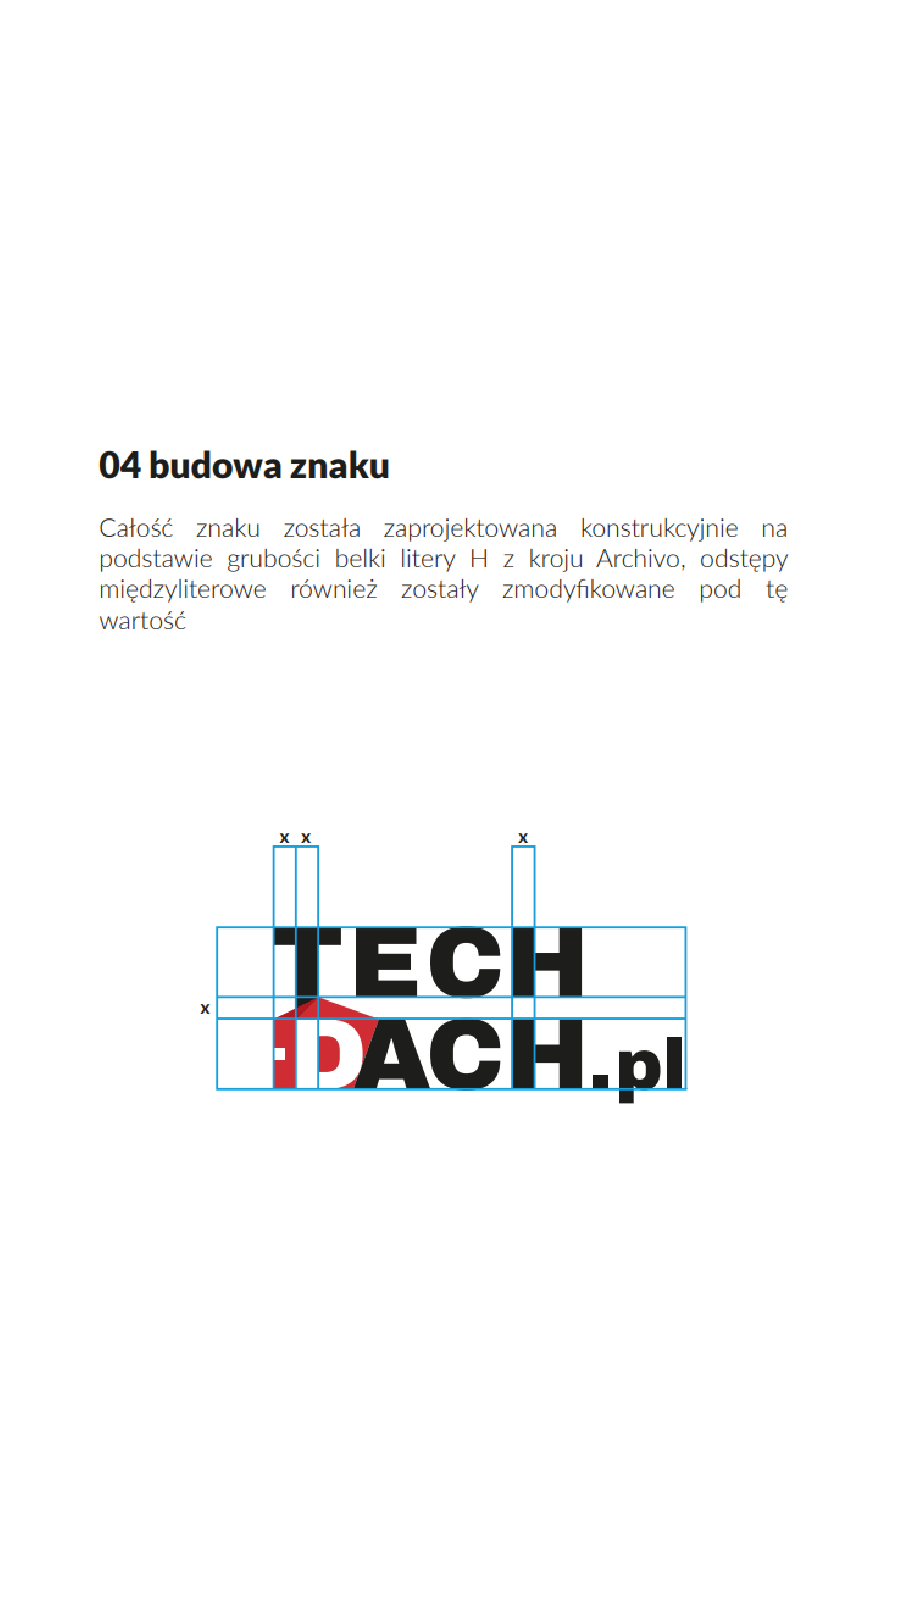 04 budowa znaku
Całość znaku została zaprojektowana konstrukcyjnie na
podstawie grubości belki litery H z kroju Archivo, odstępy
międzyliterowe również zostały zmodyfikowane pod tę
wartość
x x x
TECH
x
DACH.pl